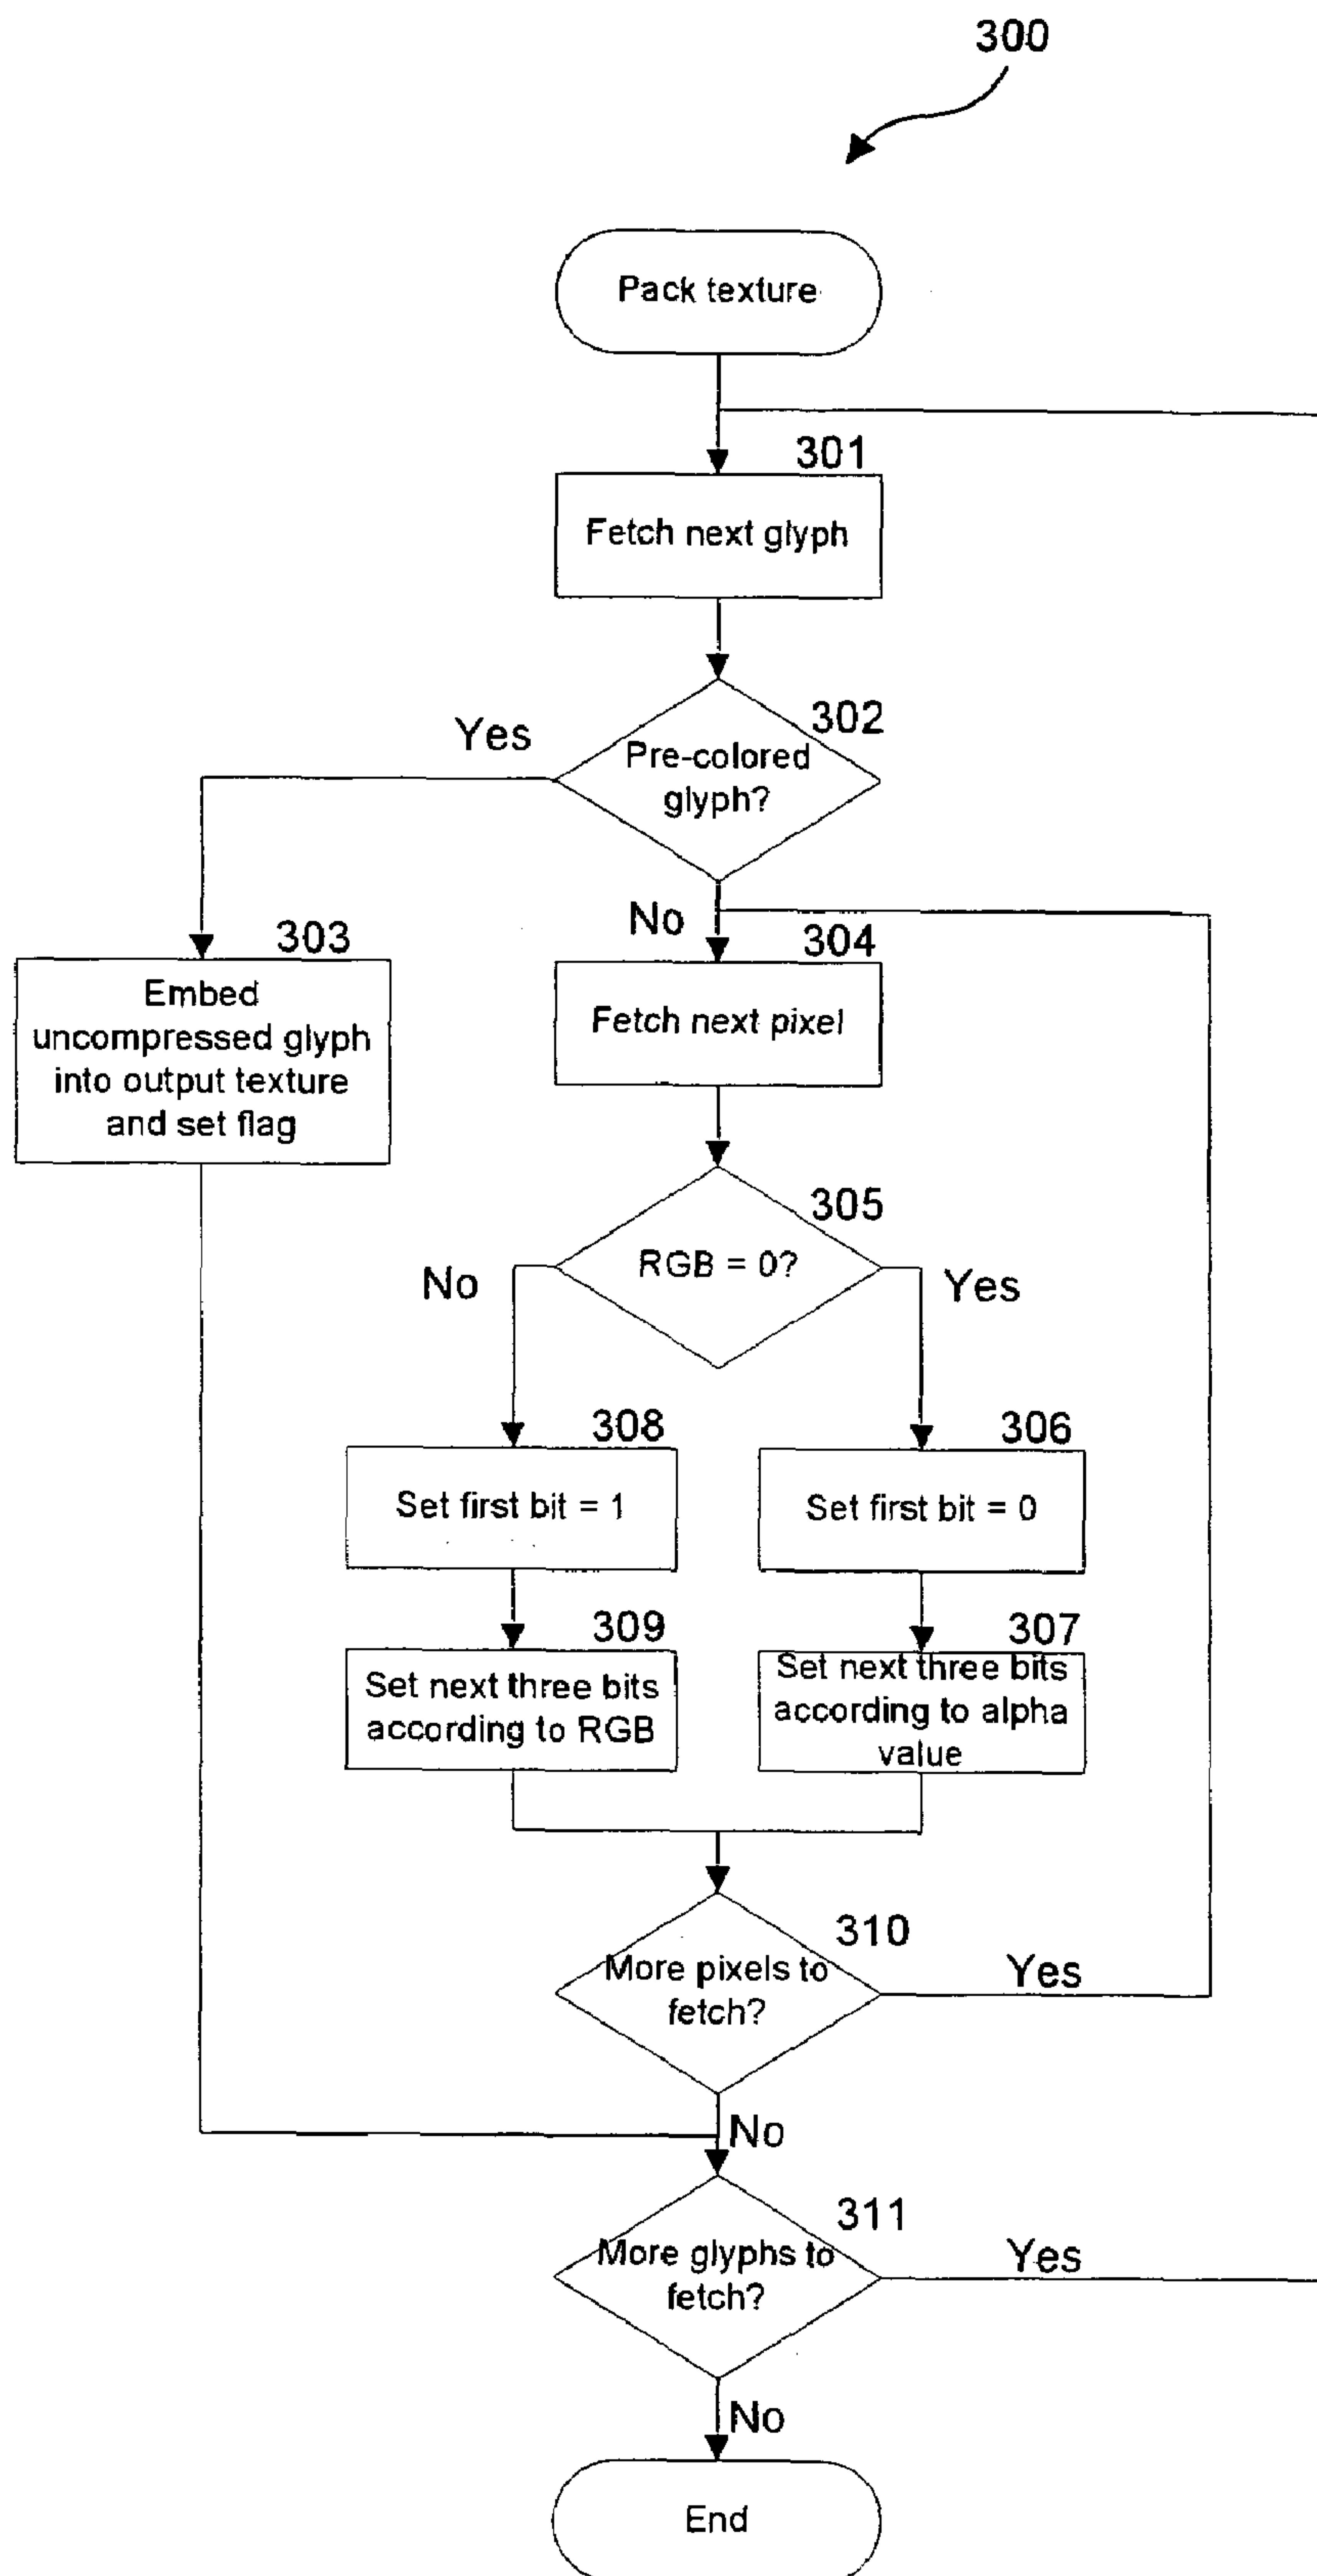 300
Pack texture
301
Fetch next glyph
302
Yes
Pre-colored
glyph?
No
303
304
Embed
uncompressed glyph
into output texture
and set flag
Fetch next pixel
305
RGB = 0?
No
Yes
308
306
Set first bit = 1
Set first bit = 0
309
307
Set next three bits
according to RGB
Set next three bits
according to alpha
value
310
More pixels to
fetch?
Yes
No
311
More glyphs to
fetch?
Yes
No
End